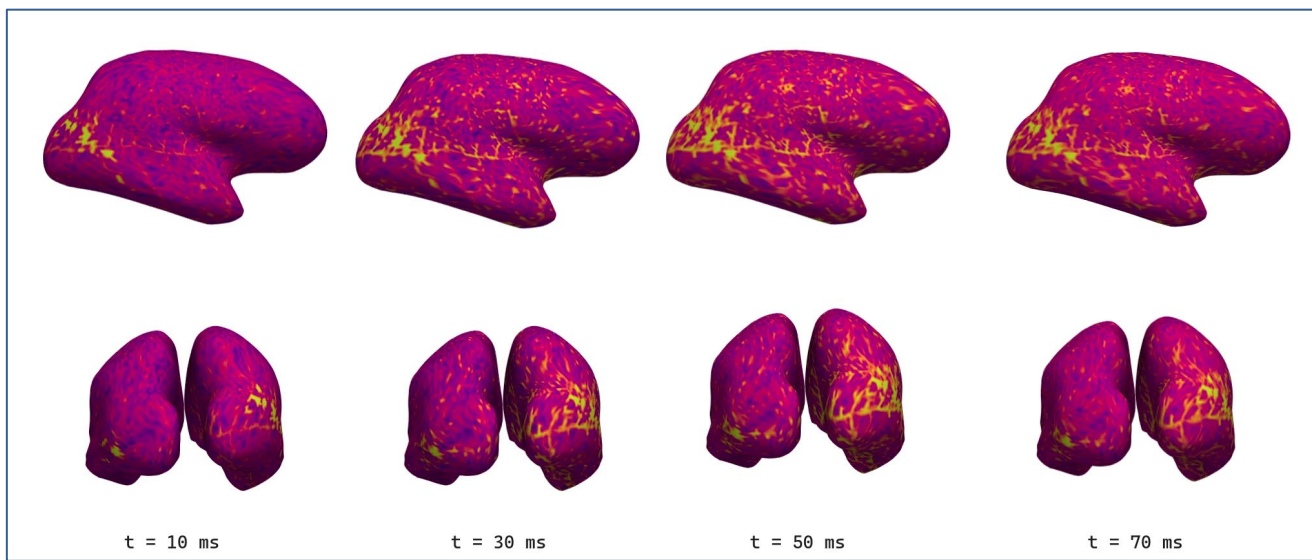 t = 10 ms
t = 30 ms
t = 50 ms
t = 70 ms